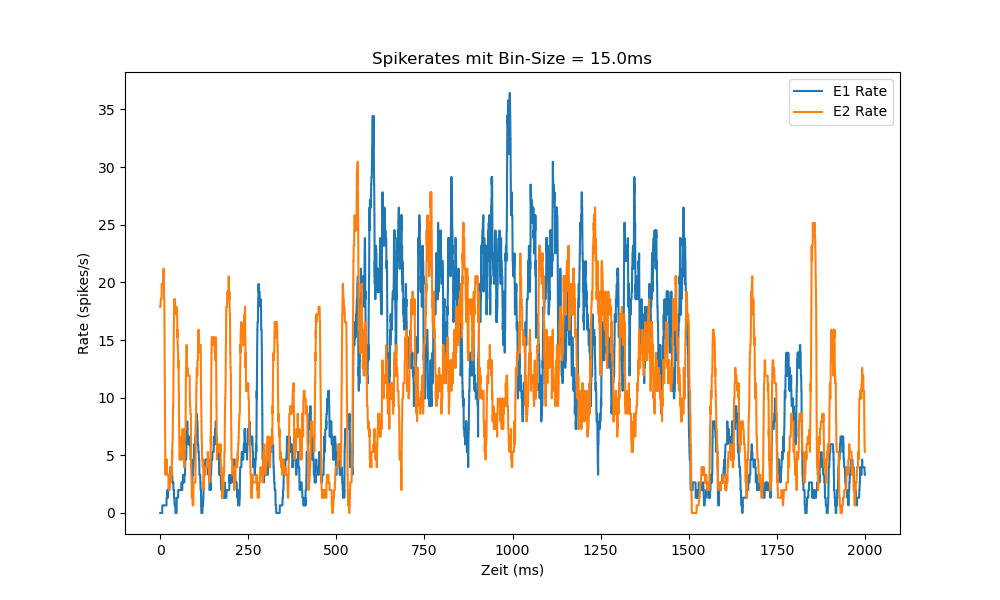 Spikerates mit Bin-Size = 15.0ms
E1 Rate
E2 Rate
35
30
25
20
15
10
5
0
Rate (spikes/s)
0 250 500 750 1000 1250 1500 1750 2000
Zeit (ms)